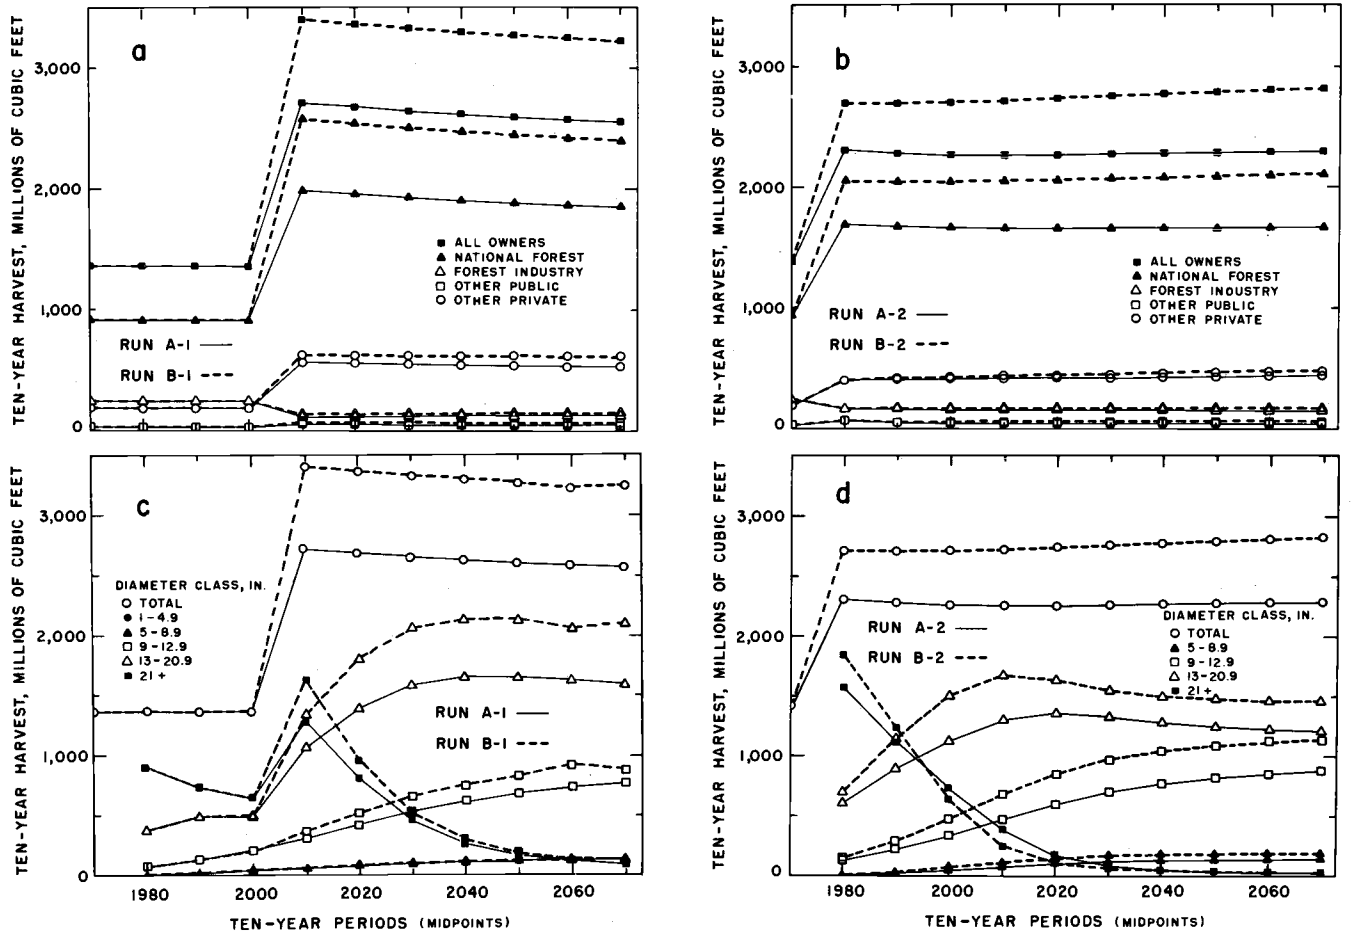 a
TEN-YEAR HARVEST, MILLIONS OF CUBIC FEET
3,000
2,000
1,000
0
ALL OWNERS
NATIONAL FOREST
FOREST INDUSTRY
OTHER PUBLIC
OTHER PRIVATE
RUN A-1
RUN B-1
b
TEN-YEAR HARVEST, MILLIONS OF CUBIC FEET
3,000
2,000
1,000
0
ALL OWNERS
NATIONAL FOREST
FOREST INDUSTRY
OTHER PUBLIC
OTHER PRIVATE
RUN A-2
RUN B-2
c
TEN-YEAR HARVEST, MILLIONS OF CUBIC FEET
3,000
2,000
1,000
0
DIAMETER CLASS, IN.
TOTAL
1-4.9
5-8.9
9-12.9
13-20.9
21+
RUN A-1
RUN B-1
1980 2000 2020 2040 2060
TEN-YEAR PERIODS (MIDPOINTS)
d
TEN-YEAR HARVEST, MILLIONS OF CUBIC FEET
3,000
2,000
1,000
0
RUN A-2
RUN B-2
DIAMETER CLASS, IN.
TOTAL
5-8.9
9-12.9
13-20.9
21+
1980 2000 2020 2040 2060
TEN-YEAR PERIODS (MIDPOINTS)